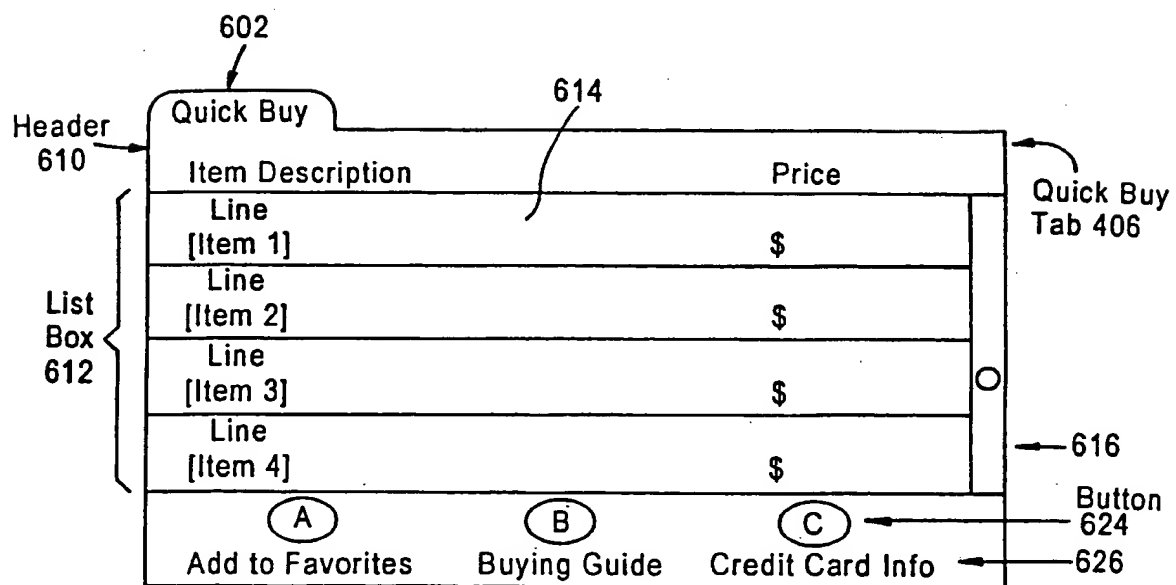 602
Quick Buy
614
Header
610
Item Description Price
Quick Buy
Tab 406
Line
[Item 1] $
Line
[Item 2] $
List
Box
612
Line
[Item 3] $
Line
[Item 4] $
616
A B C
Button
624
Add to Favorites Buying Guide Credit Card Info
626